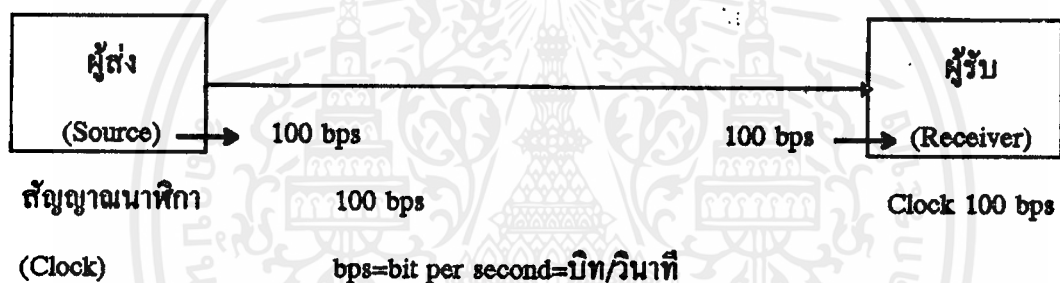 ผู้ส่ง ผู้รับ
(Source) 100 bps 100 bps (Receiver)
สัญญาณนาฬิกา 100 bps Clock 100 bps
(Clock) bps=bit per second=บิท/วินาที